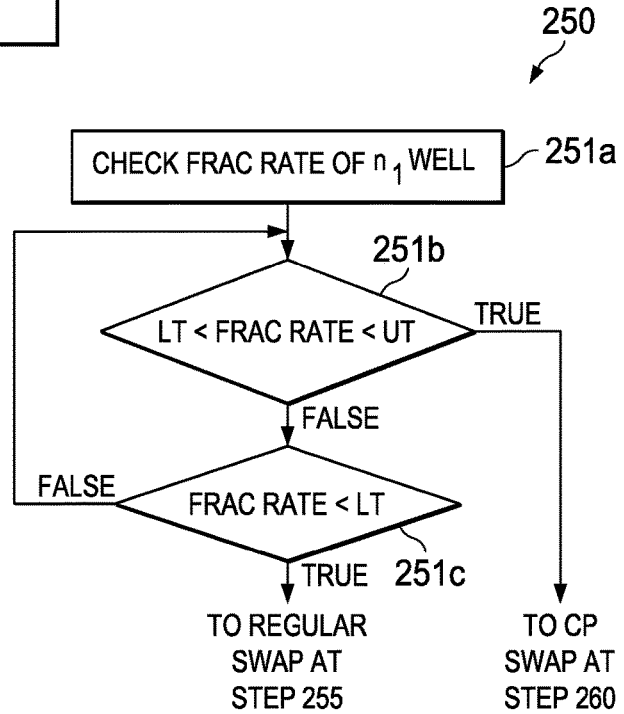 250
CHECK FRAC RATE OF n1 WELL
251a
251b
LT < FRAC RATE < UT
TRUE
FALSE
FALSE
FRAC RATE < LT
251c
TRUE
TO REGULAR
SWAP AT
STEP 255
TO CP
SWAP AT
STEP 260